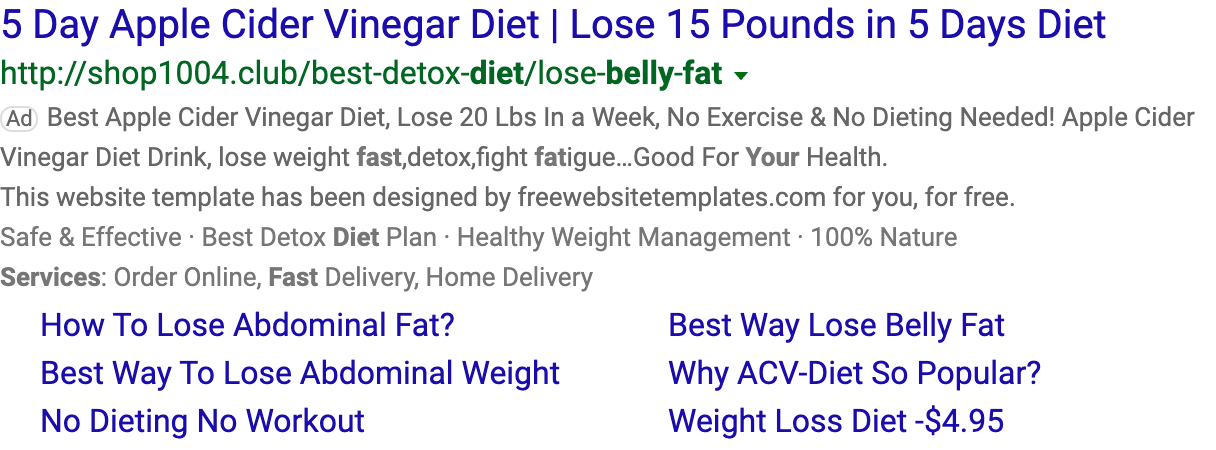 5 Day Apple Cider Vinegar Diet | Lose 15 Pounds in 5 Days Diet
http://shop1004.club/best-detox-diet/lose-belly-fat
Ad Best Apple Cider Vinegar Diet, Lose 20 Lbs In a Week, No Exercise & No Dieting Needed! Apple Cider
Vinegar Diet Drink, lose weight fast,detox,fight fatigue...Good For Your Health.
This website template has been designed by freewebsitetemplates.com for you, for free.
Safe & Effective · Best Detox Diet Plan · Healthy Weight Management · 100% Nature
Services: Order Online, Fast Delivery, Home Delivery
How To Lose Abdominal Fat? Best Way Lose Belly Fat
Best Way To Lose Abdominal Weight Why ACV-Diet So Popular?
No Dieting No Workout Weight Loss Diet -$4.95